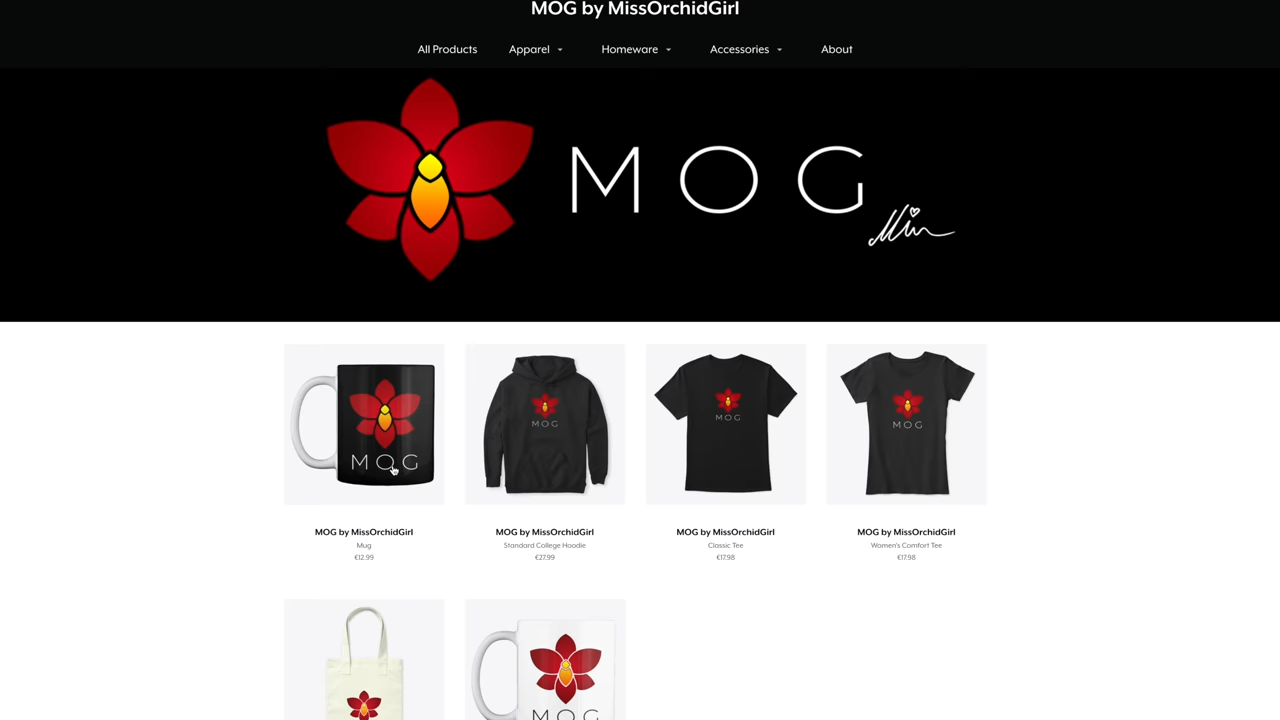 MOG by MissOrchidGirl
All Products Apparel Homeware Accessories About
MOG
MOG
MOG
MOG
MOG
MOG by MissOrchidGirl
Mug
€12.99
MOG by MissOrchidGirl
Standard College Hoodie
€27.99
MOG by MissOrchidGirl
Classic Tee
€17.98
MOG by MissOrchidGirl
Women's Comfort Tee
€17.98
MOG